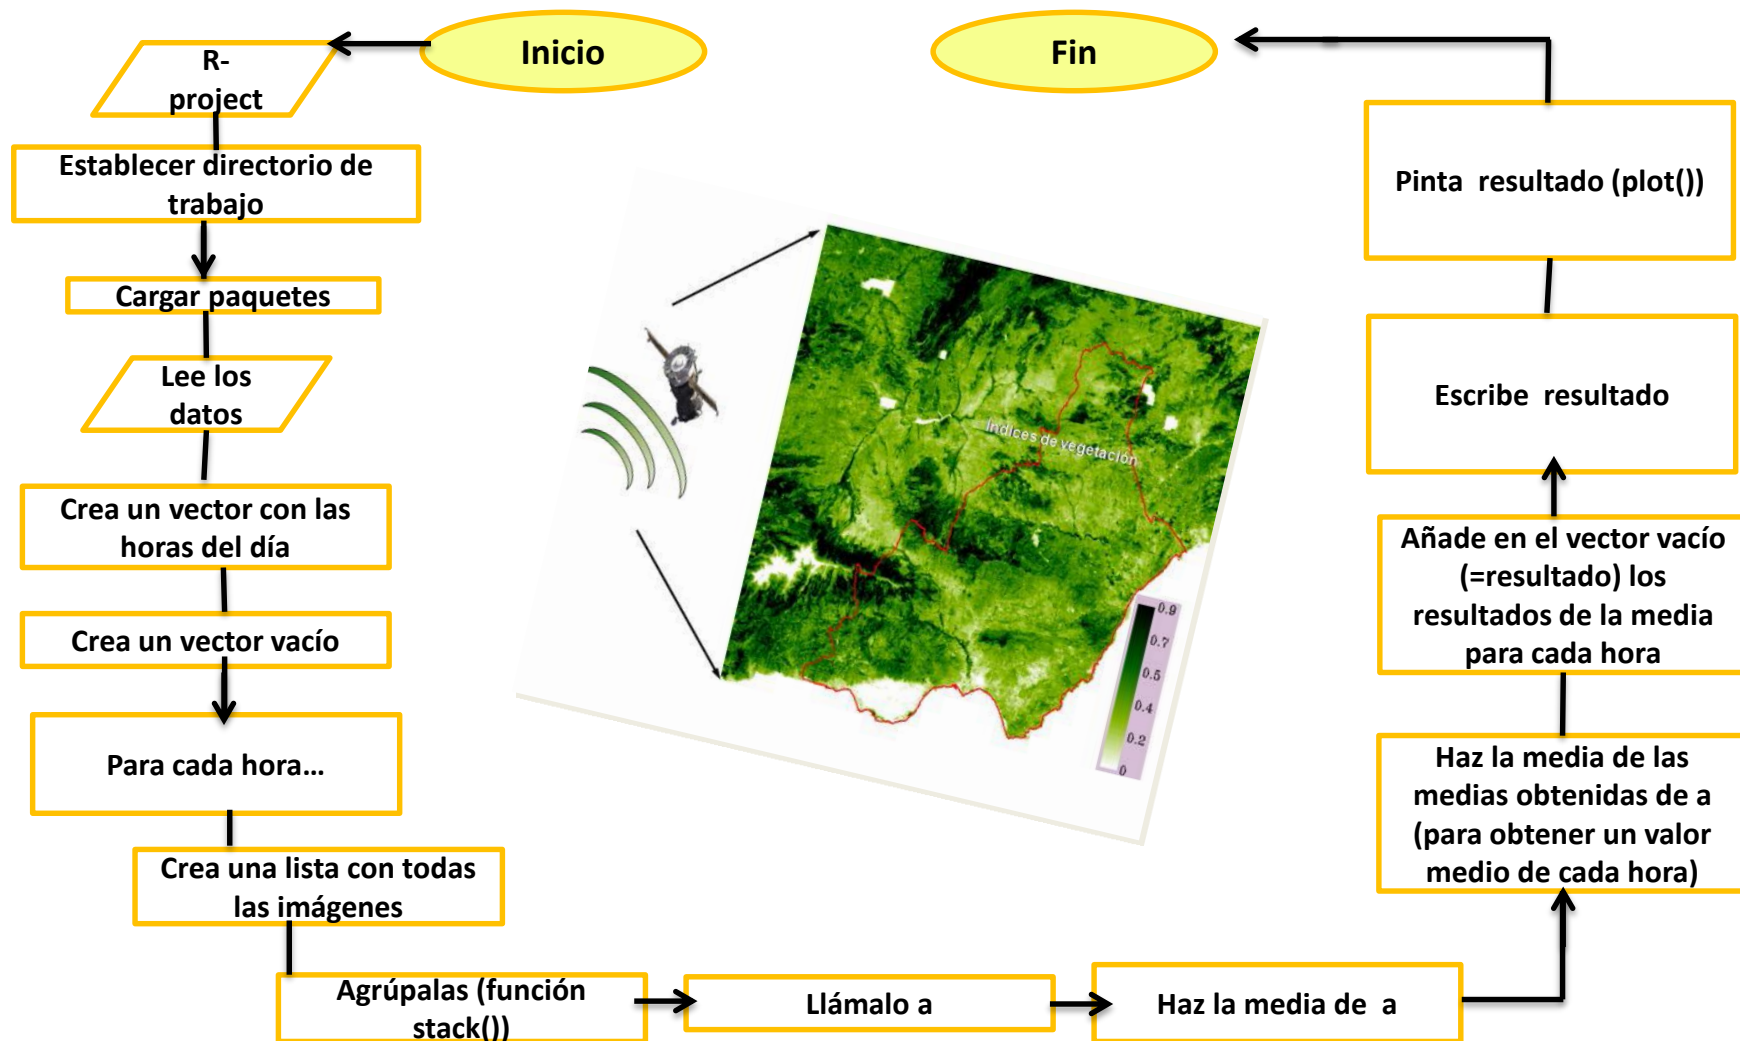 Inicio
R-
project
Establecer directorio de
trabajo
Cargar paquetes
Lee los
datos
Crea un vector con las
horas del día
Crea un vector vacío
Para cada hora...
Crea una lista con todas
las imágenes
Agrúpalas (función
stack())
Llámalo a
Haz la media de a
Haz la media de las
medias obtenidas de a
(para obtener un valor
medio de cada hora)
Añade en el vector vacío
(=resultado) los
resultados de la media
para cada hora
Escribe resultado
Pinta resultado (plot())
Fin
Índices de vegetación
0.9
0.7
0.5
0.4
0.2
0